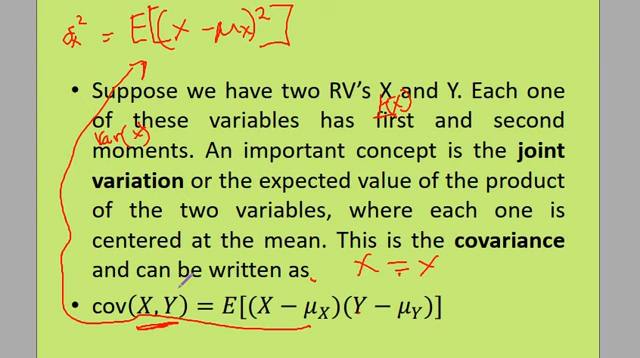 σx² = E[(X - μx)²]
• Suppose we have two RV's X and Y. Each one
E(x)
of these variables has first and second
Var(x)
moments. An important concept is the joint
variation or the expected value of the product
of the two variables, where each one is
centered at the mean. This is the covariance
and can be written as
X = X
• cov(X, Y) = E[(X − μ_X)(Y − μ_Y)]